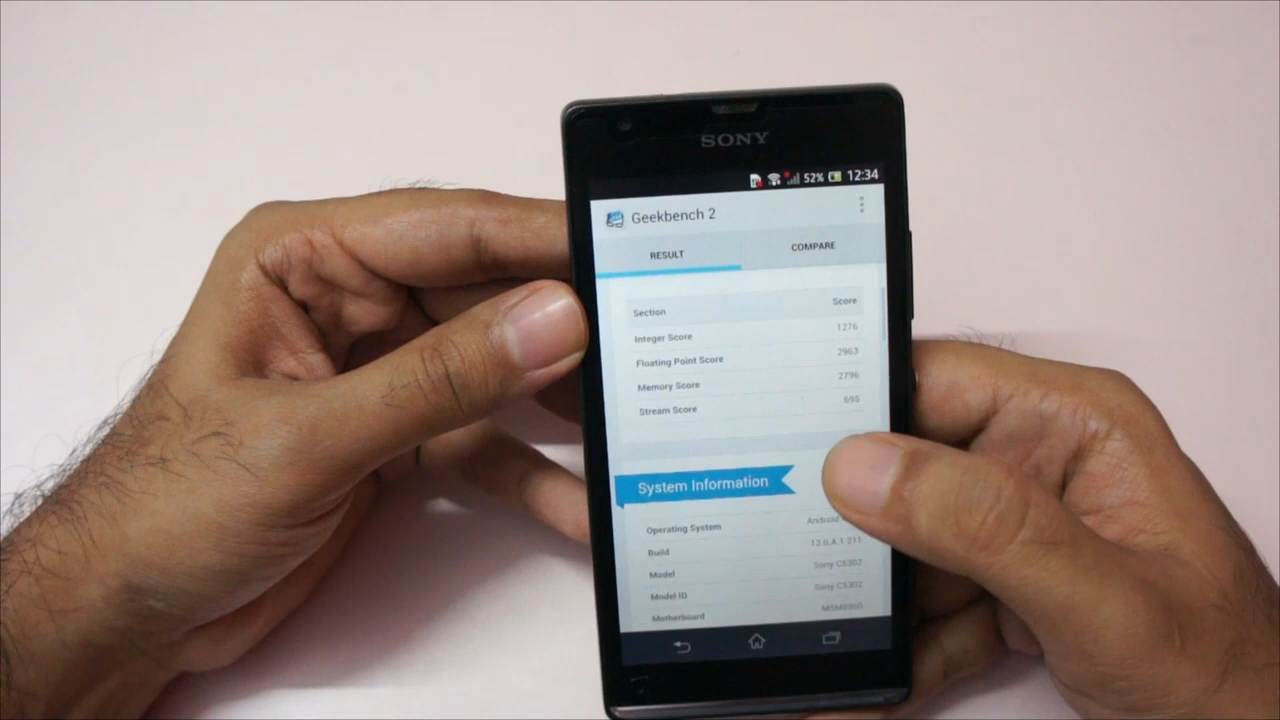 SONY
52% 12:34
Geekbench 2
RESULT COMPARE
Section Score
Integer Score 1276
Floating Point Score 2963
Memory Score 2796
Stream Score 695
System Information
Operating System Android
Build 12.0.A.1.211
Model Sony C5302
Model ID Sony C5302
Motherboard MSM8960